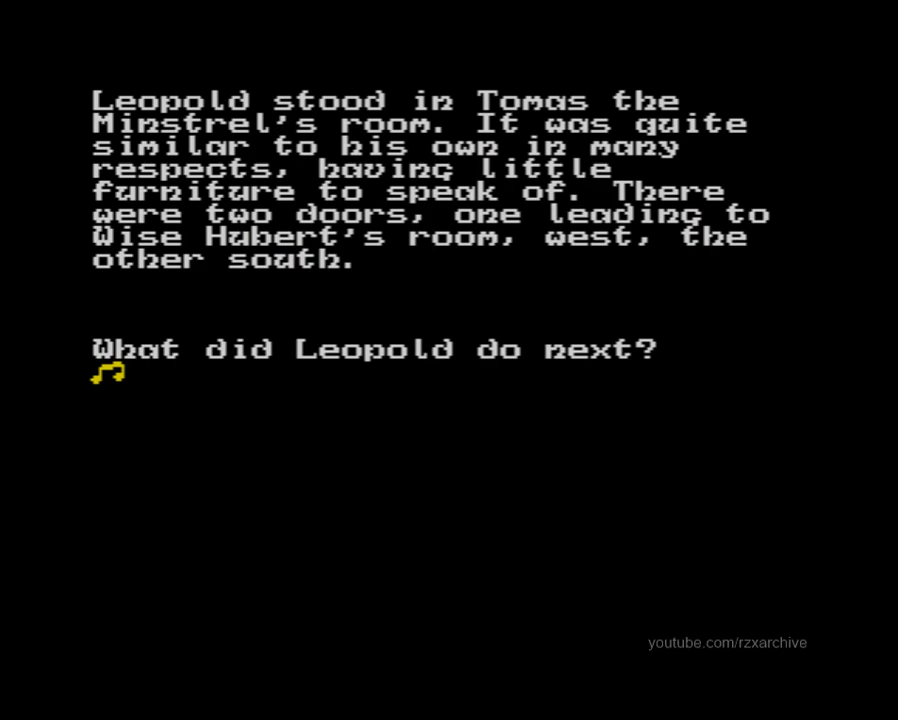 Leopold stood in Tomas the
Minstrel's room. It was quite
similar to his own in many
respects, having little
furniture to speak of. There
were two doors, one leading to
Wise Hubert's room, west, the
other south.
What did Leopold do next?
youtube.com/rzxarchive